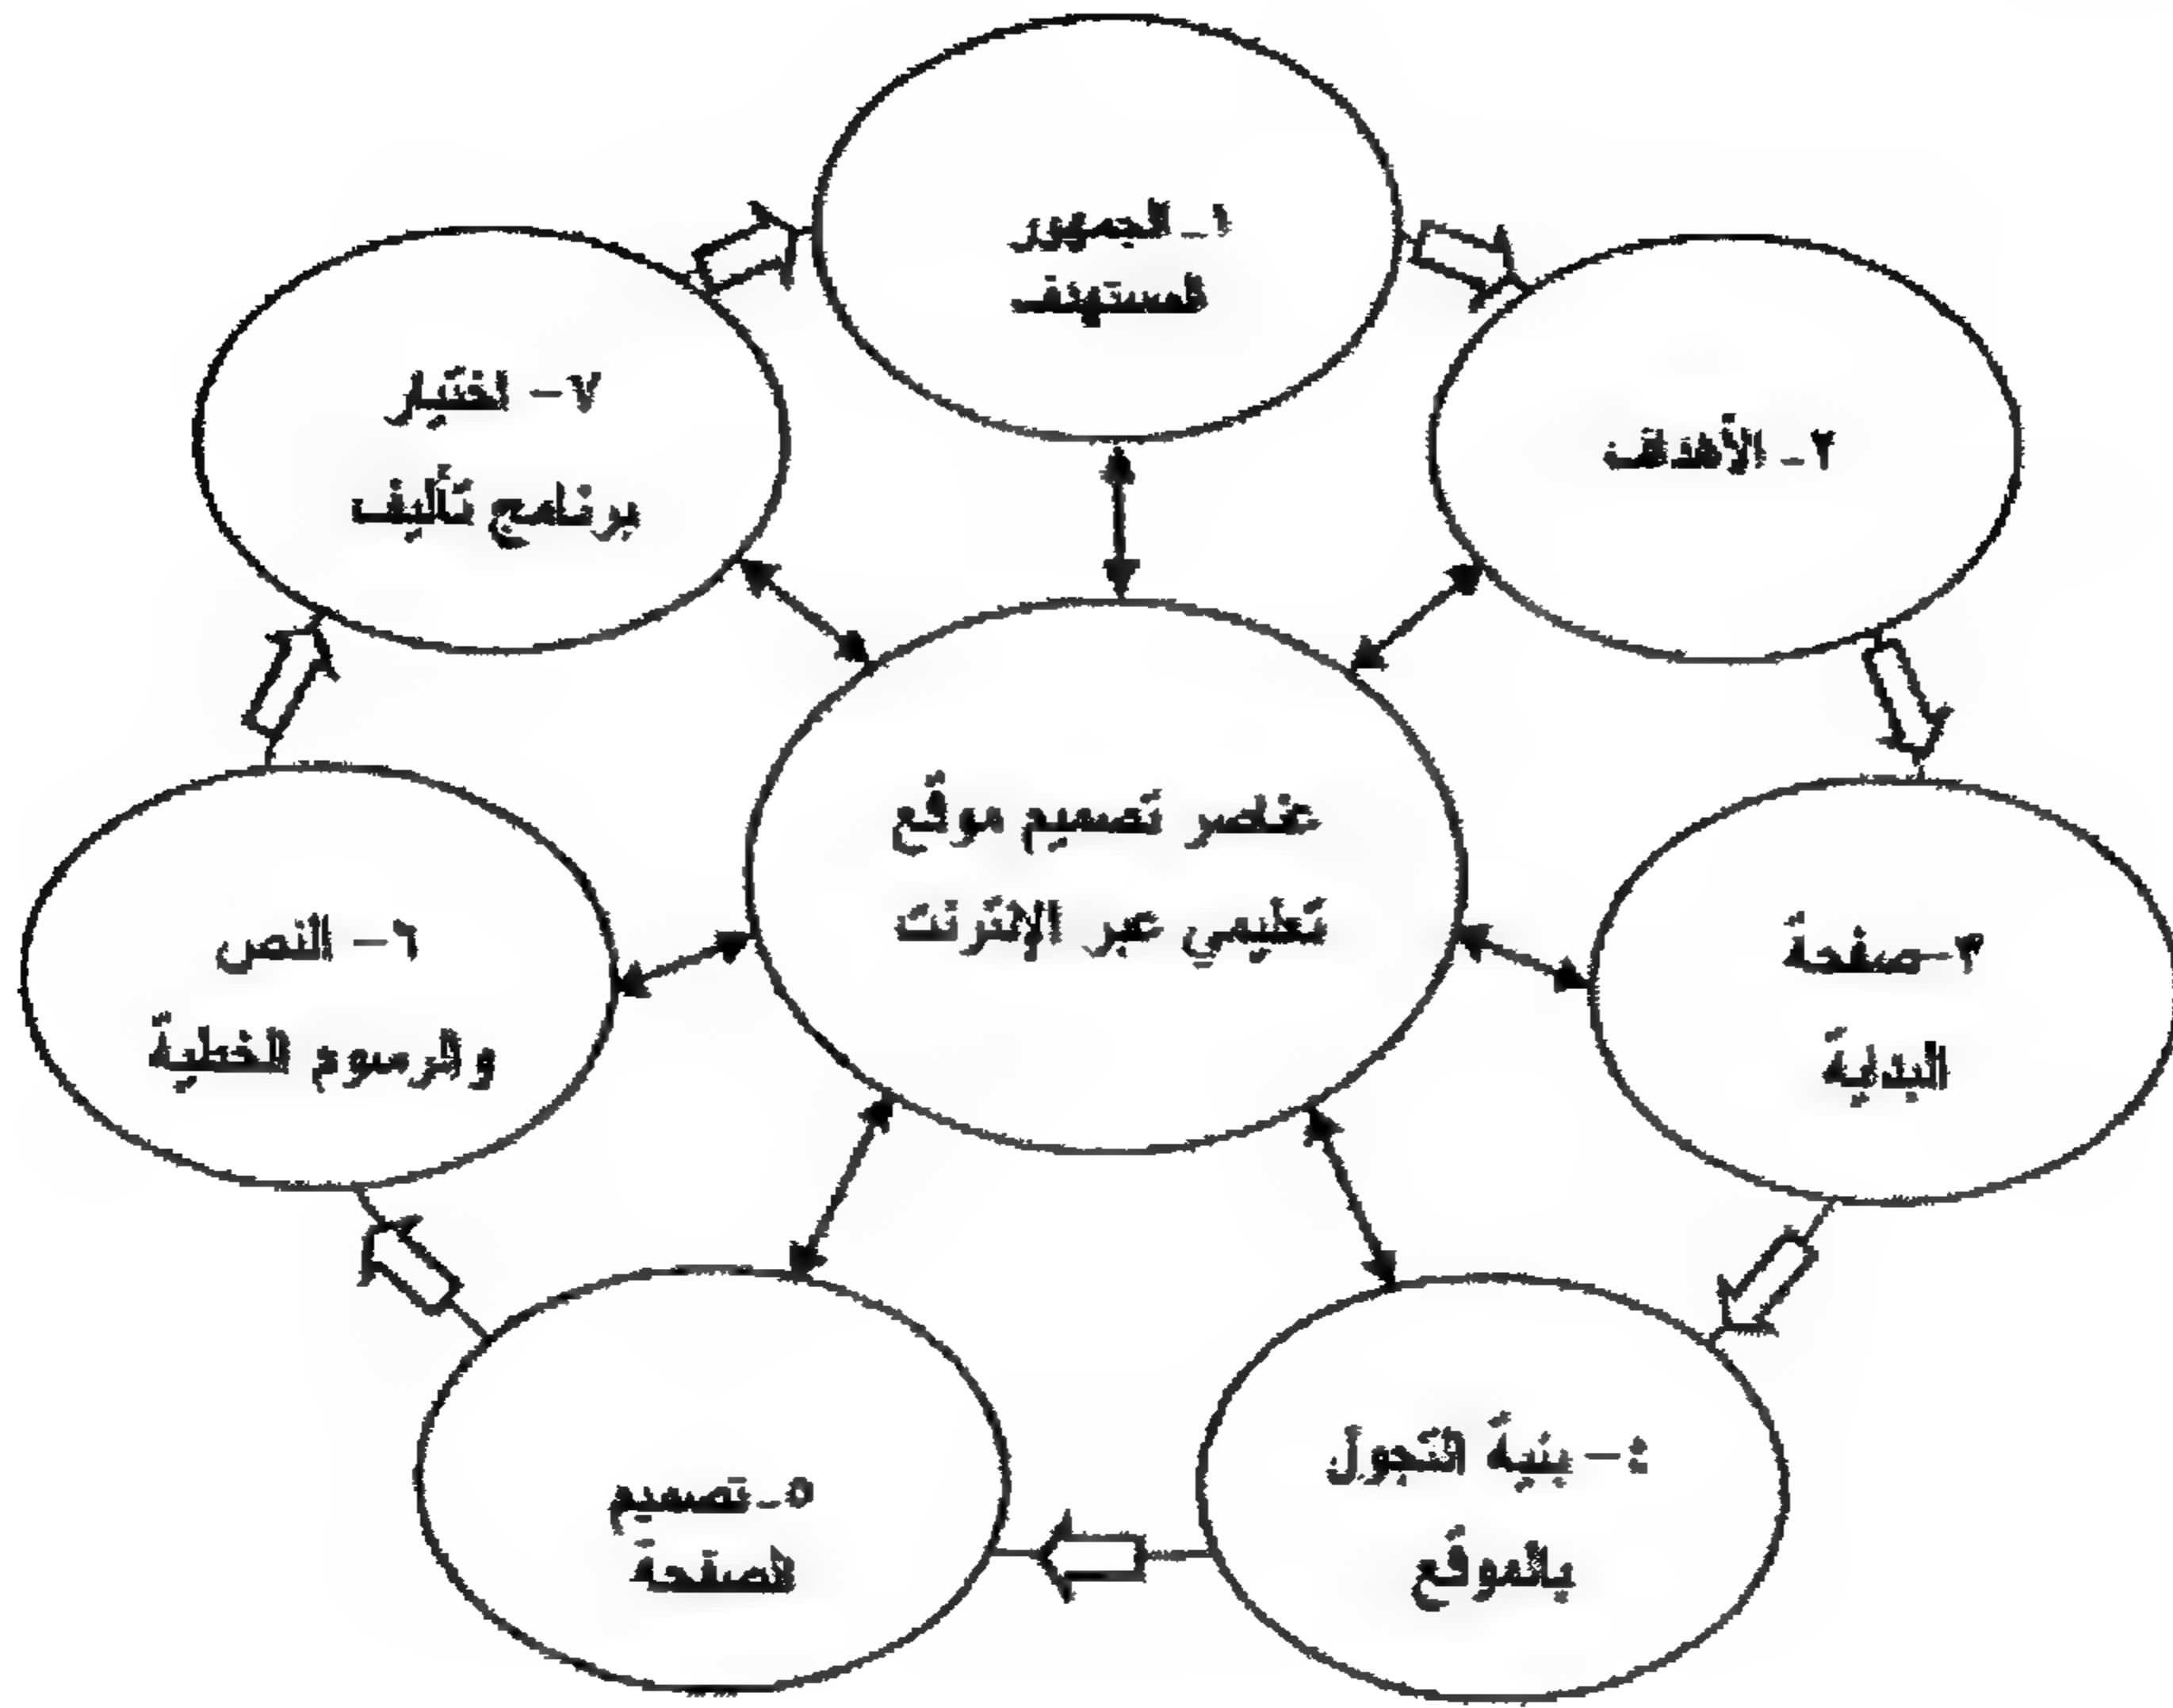 ١- الجمهور
المستهدف
٢- الأهداف
٣- صفحة
البداية
٤- بنية التجول
بالموقع
٥- تصميم
الصفحة
٦- النص
والرسوم الخطية
٧- اختيار
برنامج تأليف
عناصر تصميم موقع
تعليمي عبر الإنترنت